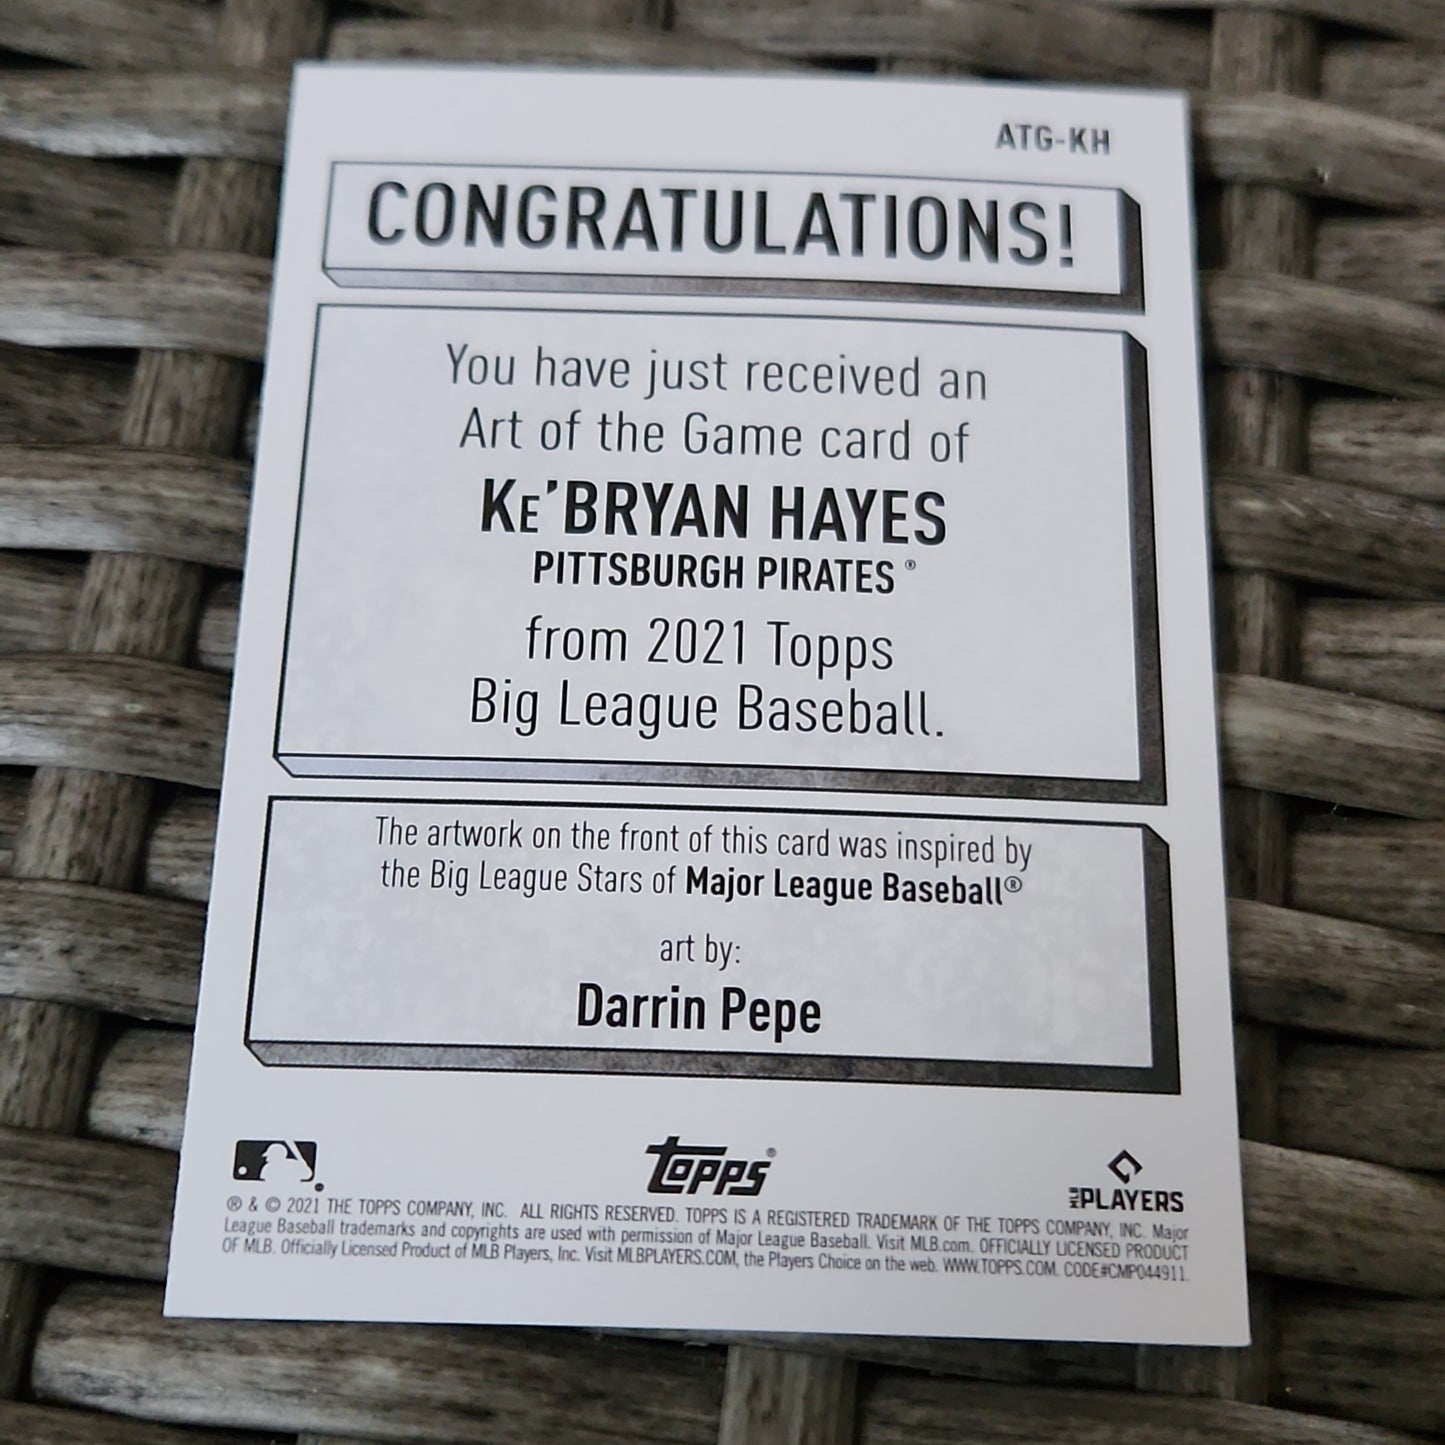 ATG-KH
CONGRATULATIONS!
You have just received an
Art of the Game card of
KE'BRYAN HAYES
PITTSBURGH PIRATES ®
from 2021 Topps
Big League Baseball.
The artwork on the front of this card was inspired by
the Big League Stars of Major League Baseball®
art by:
Darrin Pepe
Topps®
MLB PLAYERS
® & © 2021 THE TOPPS COMPANY, INC. ALL RIGHTS RESERVED. TOPPS IS A REGISTERED TRADEMARK OF THE TOPPS COMPANY, INC. Major
League Baseball trademarks and copyrights are used with permission of Major League Baseball. Visit MLB.com. OFFICIALLY LICENSED PRODUCT
OF MLB. Officially Licensed Product of MLB Players, Inc. Visit MLBPLAYERS.COM, the Players Choice on the web. WWW.TOPPS.COM. CODE#CMP044911.